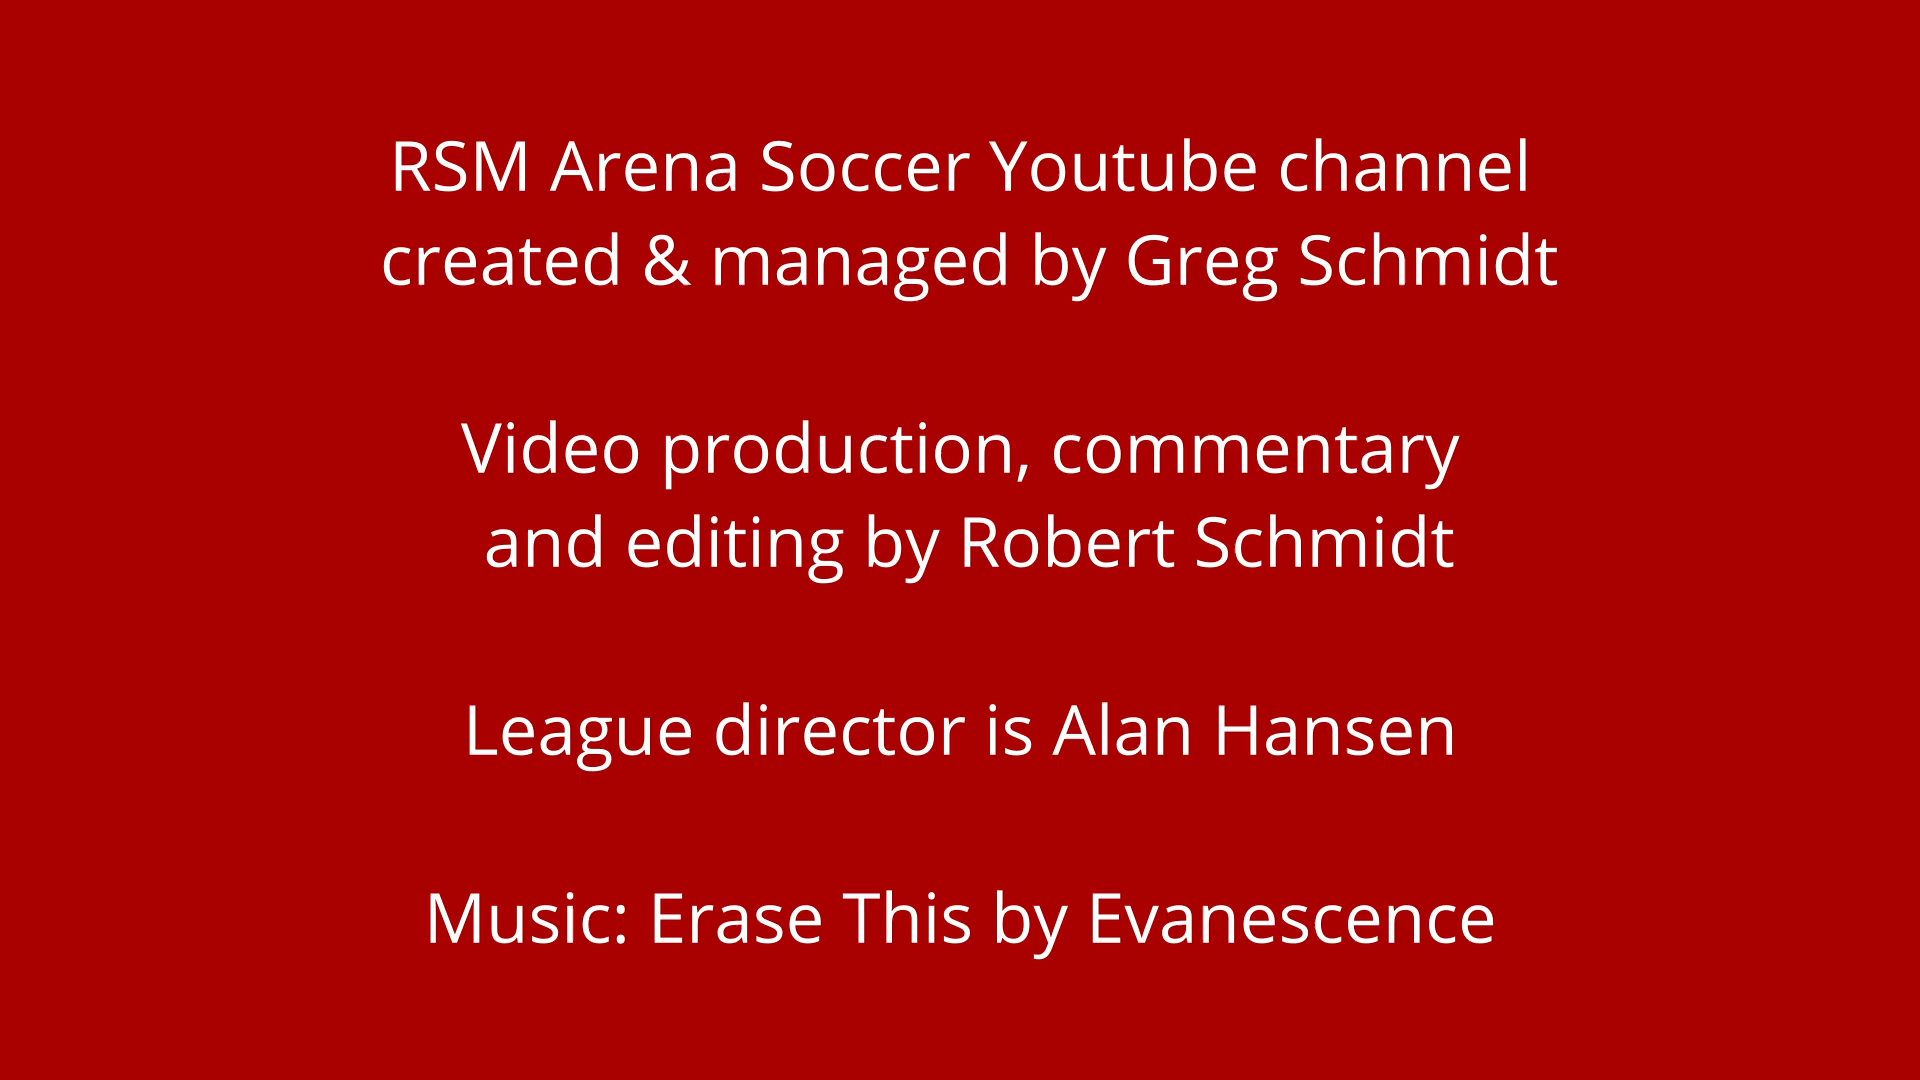 RSM Arena Soccer Youtube channel
created & managed by Greg Schmidt
Video production, commentary
and editing by Robert Schmidt
League director is Alan Hansen
Music: Erase This by Evanescence